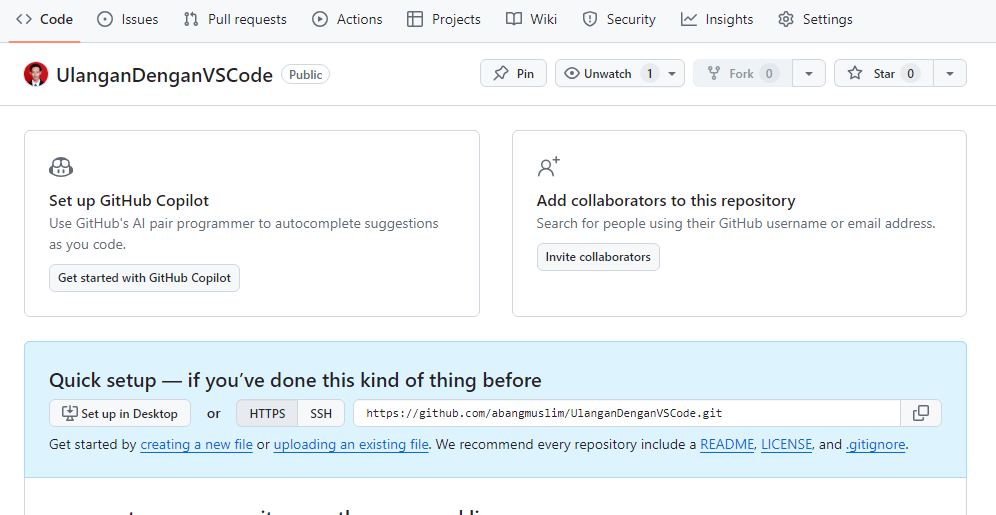 Code Issues Pull requests Actions Projects Wiki Security Insights Settings
UlanganDenganVSCode Public Pin Unwatch 1 Fork 0 Star 0
Set up GitHub Copilot
Use GitHub's AI pair programmer to autocomplete suggestions
as you code.
Get started with GitHub Copilot
Add collaborators to this repository
Search for people using their GitHub username or email address.
Invite collaborators
Quick setup — if you've done this kind of thing before
Set up in Desktop or HTTPS SSH https://github.com/abangmuslim/UlanganDenganVSCode.git
Get started by creating a new file or uploading an existing file. We recommend every repository include a README, LICENSE, and .gitignore.